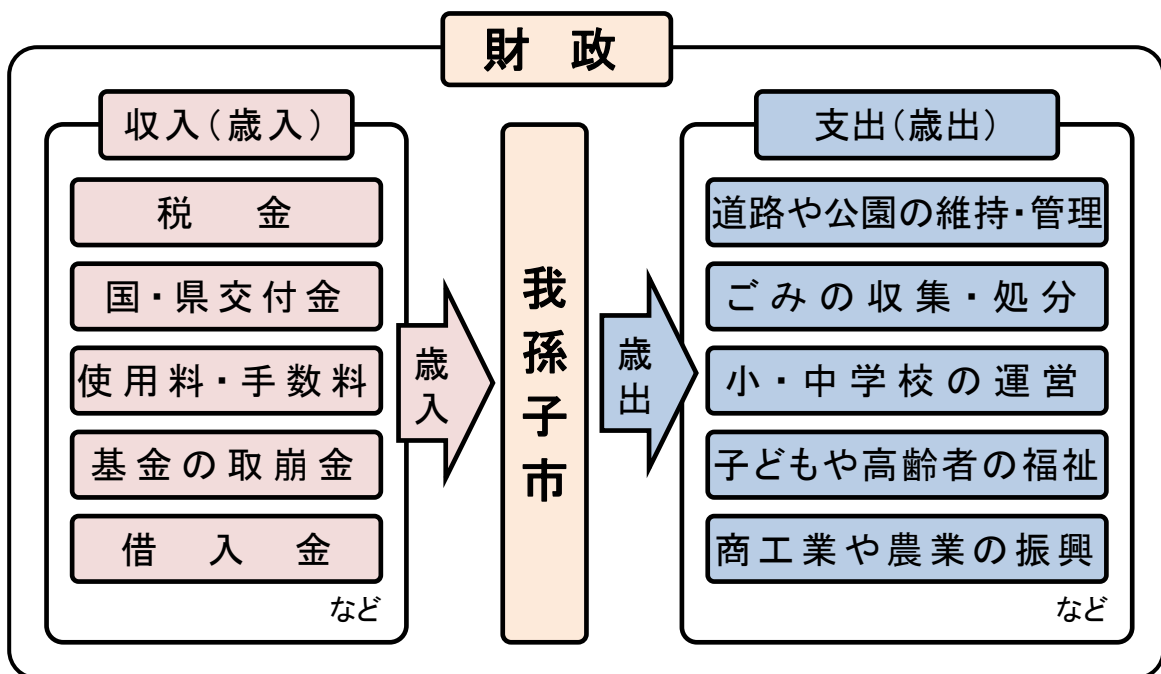 財政
収入(歳入)
税金
国・県交付金
使用料・手数料
基金の取崩金
借入金
など
歳入
我孫子市
歳出
支出(歳出)
道路や公園の維持・管理
ごみの収集・処分
小・中学校の運営
子どもや高齢者の福祉
商工業や農業の振興
など